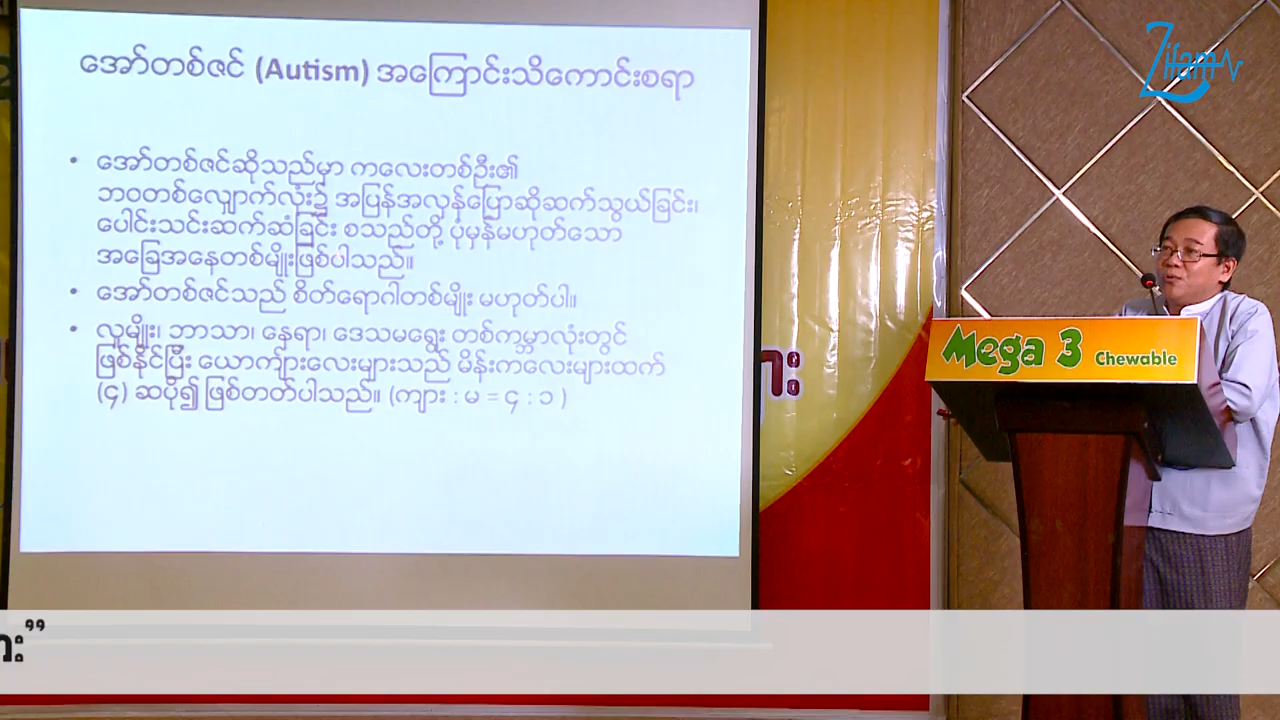 အော်တစ်ဇင် (Autism) အကြောင်းသိကောင်းစရာ
• အော်တစ်ဇင်ဆိုသည်မှာ ကလေးတစ်ဦး၏
ဘဝတစ်လျှောက်လုံး၌ အပြန်အလှန်ပြောဆိုဆက်သွယ်ခြင်း၊
ပေါင်းသင်းဆက်ဆံခြင်း စသည်တို့ ပုံမှန်မဟုတ်သော
အခြေအနေတစ်မျိုးဖြစ်ပါသည်။
• အော်တစ်ဇင်သည် စိတ်ရောဂါတစ်မျိုး မဟုတ်ပါ။
• လူမျိုး၊ ဘာသာ၊ နေရာ၊ ဒေသမရွေး တစ်ကမ္ဘာလုံးတွင်
ဖြစ်နိုင်ပြီး ယောကျ်ားလေးများသည် မိန်းကလေးများထက်
(၄) ဆပို၍ ဖြစ်တတ်ပါသည်။ (ကျား : မ = ၄ : ၁ )
Zifam
Mega 3 Chewable